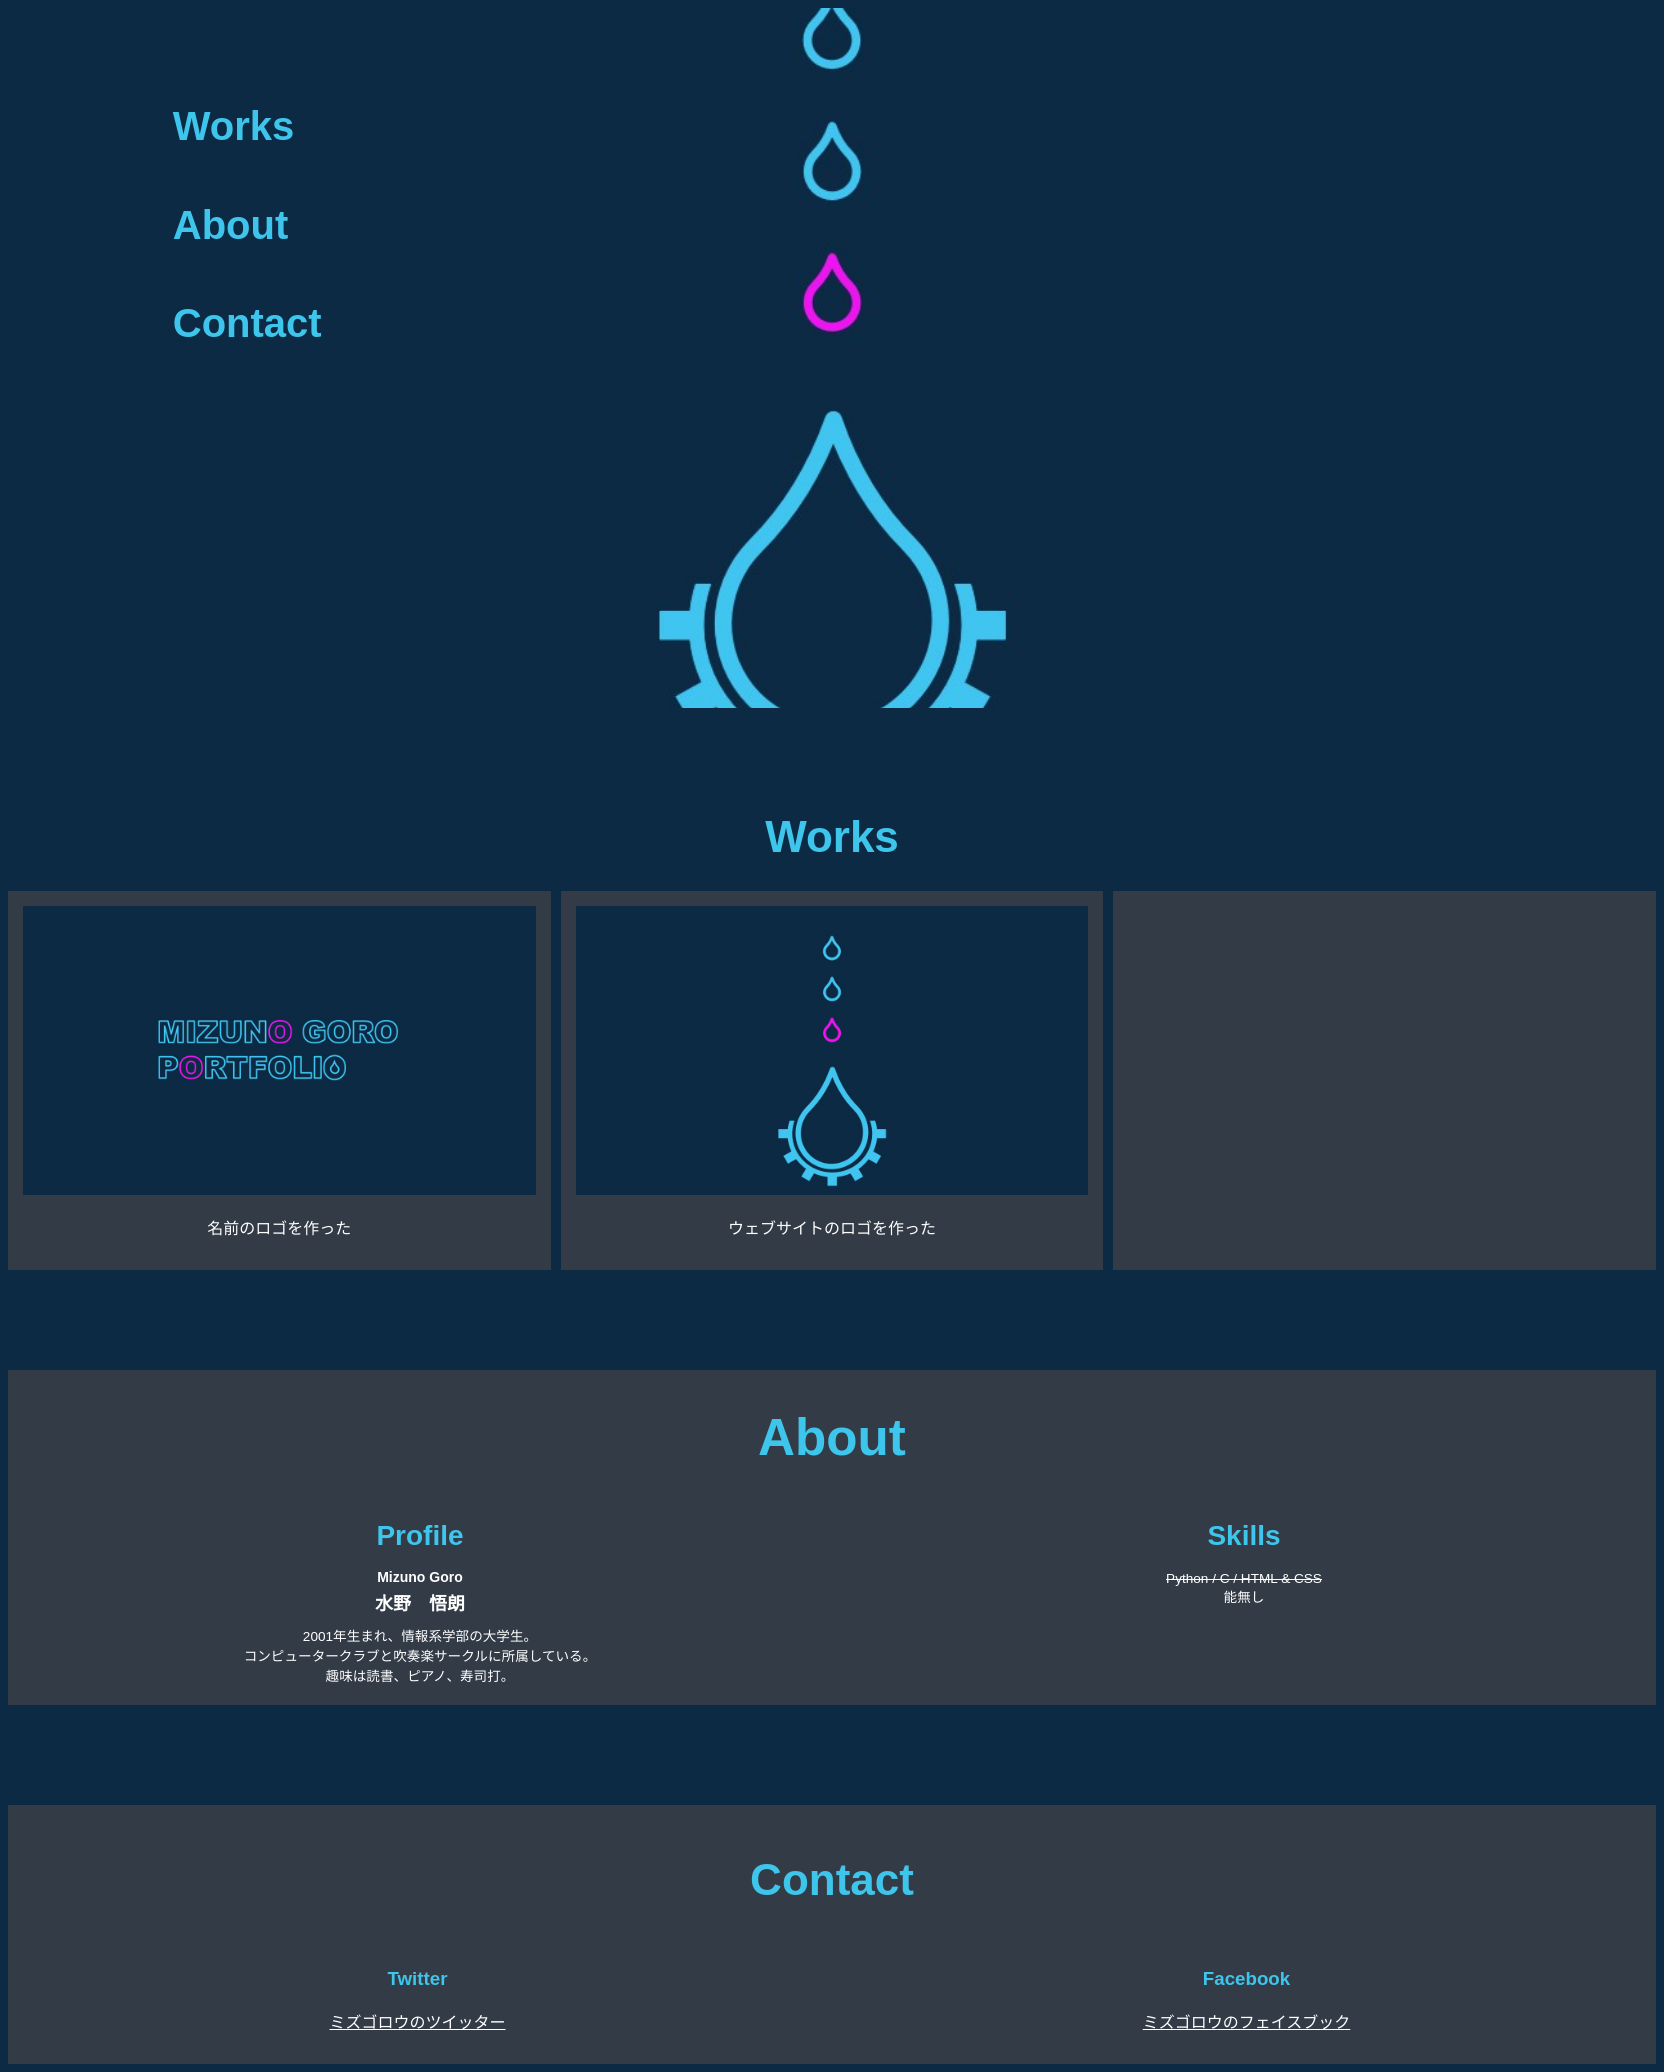 Works
About
Contact
Works
MIZUNO GORO
PORTFOLIO
名前のロゴを作った
ウェブサイトのロゴを作った
About
Profile
Mizuno Goro
水野　悟朗
2001年生まれ、情報系学部の大学生。
コンピュータークラブと吹奏楽サークルに所属している。
趣味は読書、ピアノ、寿司打。
Skills
Python / C / HTML & CSS
能無し
Contact
Twitter
ミズゴロウのツイッター
Facebook
ミズゴロウのフェイスブック